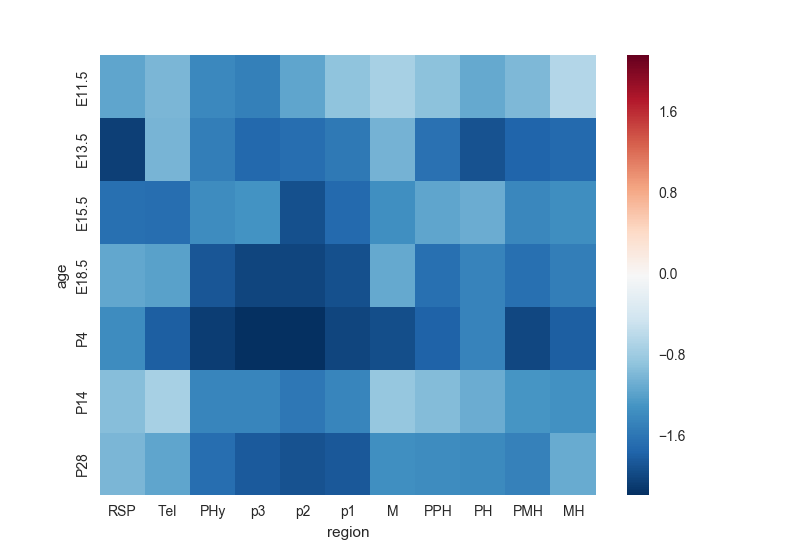 E11.5
E13.5
E15.5
E18.5
P4
P14
P28
age
RSP Tel PHy p3 p2 p1 M PPH PH PMH MH
region
1.6
0.8
0.0
−0.8
−1.6